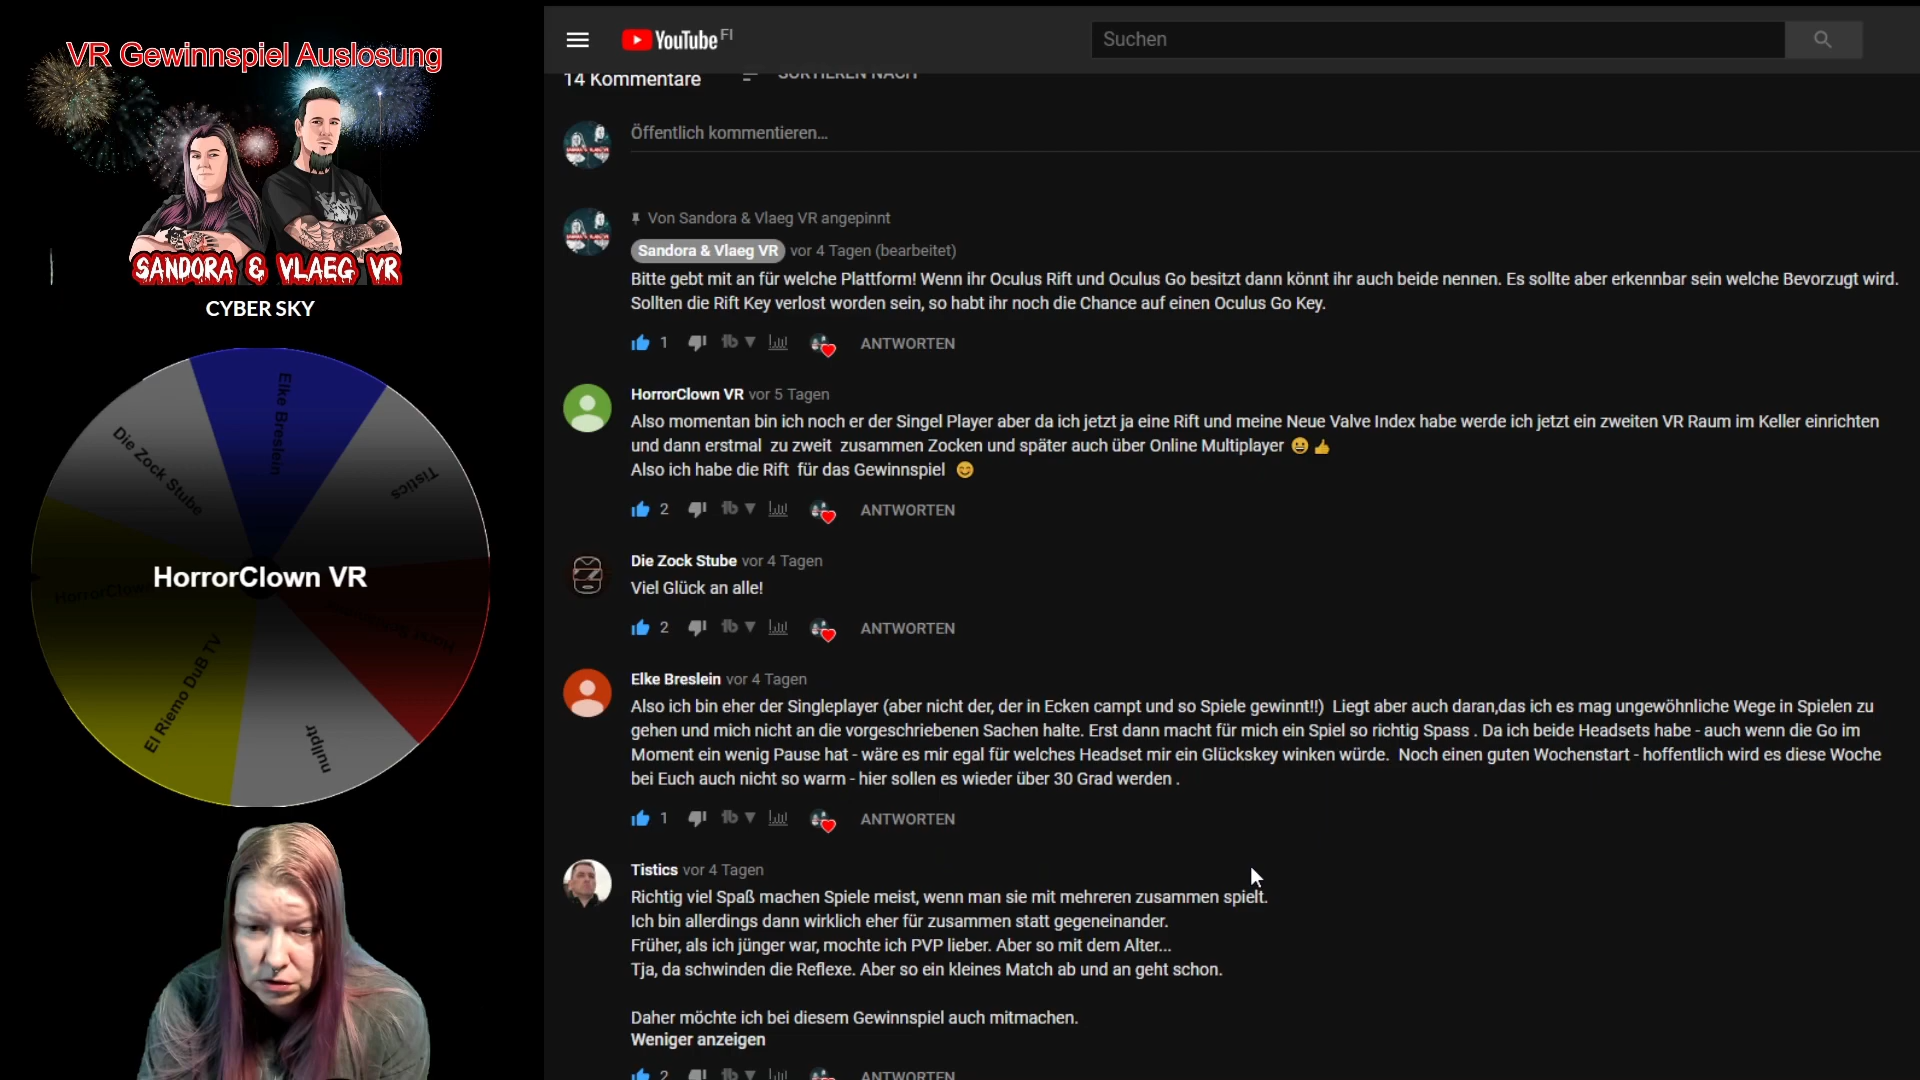 VR Gewinnspiel Auslosung
SANDORA & VLAEG VR
CYBER SKY
Elke Breslein
Die Zock Stube
Tistics
HorrorClown VR
El Riemo DuB TV
nullptr
YouTube FI
Suchen
14 Kommentare SORTIEREN NACH
Öffentlich kommentieren...
Von Sandora & Vlaeg VR angepinnt
Sandora & Vlaeg VR vor 4 Tagen (bearbeitet)
Bitte gebt mit an für welche Plattform! Wenn ihr Oculus Rift und Oculus Go besitzt dann könnt ihr auch beide nennen. Es sollte aber erkennbar sein welche Bevorzugt wird.
Sollten die Rift Key verlost worden sein, so habt ihr noch die Chance auf einen Oculus Go Key.
1 ANTWORTEN
HorrorClown VR vor 5 Tagen
Also momentan bin ich noch er der Singel Player aber da ich jetzt ja eine Rift und meine Neue Valve Index habe werde ich jetzt ein zweiten VR Raum im Keller einrichten
und dann erstmal zu zweit zusammen Zocken und später auch über Online Multiplayer 😀👍
Also ich habe die Rift für das Gewinnspiel 😊
2 ANTWORTEN
Die Zock Stube vor 4 Tagen
Viel Glück an alle!
2 ANTWORTEN
Elke Breslein vor 4 Tagen
Also ich bin eher der Singleplayer (aber nicht der, der in Ecken campt und so Spiele gewinnt!!) Liegt aber auch daran,das ich es mag ungewöhnliche Wege in Spielen zu
gehen und mich nicht an die vorgeschriebenen Sachen halte. Erst dann macht für mich ein Spiel so richtig Spass . Da ich beide Headsets habe - auch wenn die Go im
Moment ein wenig Pause hat - wäre es mir egal für welches Headset mir ein Glückskey winken würde. Noch einen guten Wochenstart - hoffentlich wird es diese Woche
bei Euch auch nicht so warm - hier sollen es wieder über 30 Grad werden .
1 ANTWORTEN
Tistics vor 4 Tagen
Richtig viel Spaß machen Spiele meist, wenn man sie mit mehreren zusammen spielt.
Ich bin allerdings dann wirklich eher für zusammen statt gegeneinander.
Früher, als ich jünger war, mochte ich PVP lieber. Aber so mit dem Alter...
Tja, da schwinden die Reflexe. Aber so ein kleines Match ab und an geht schon.
Daher möchte ich bei diesem Gewinnspiel auch mitmachen.
Weniger anzeigen
2 ANTWORTEN